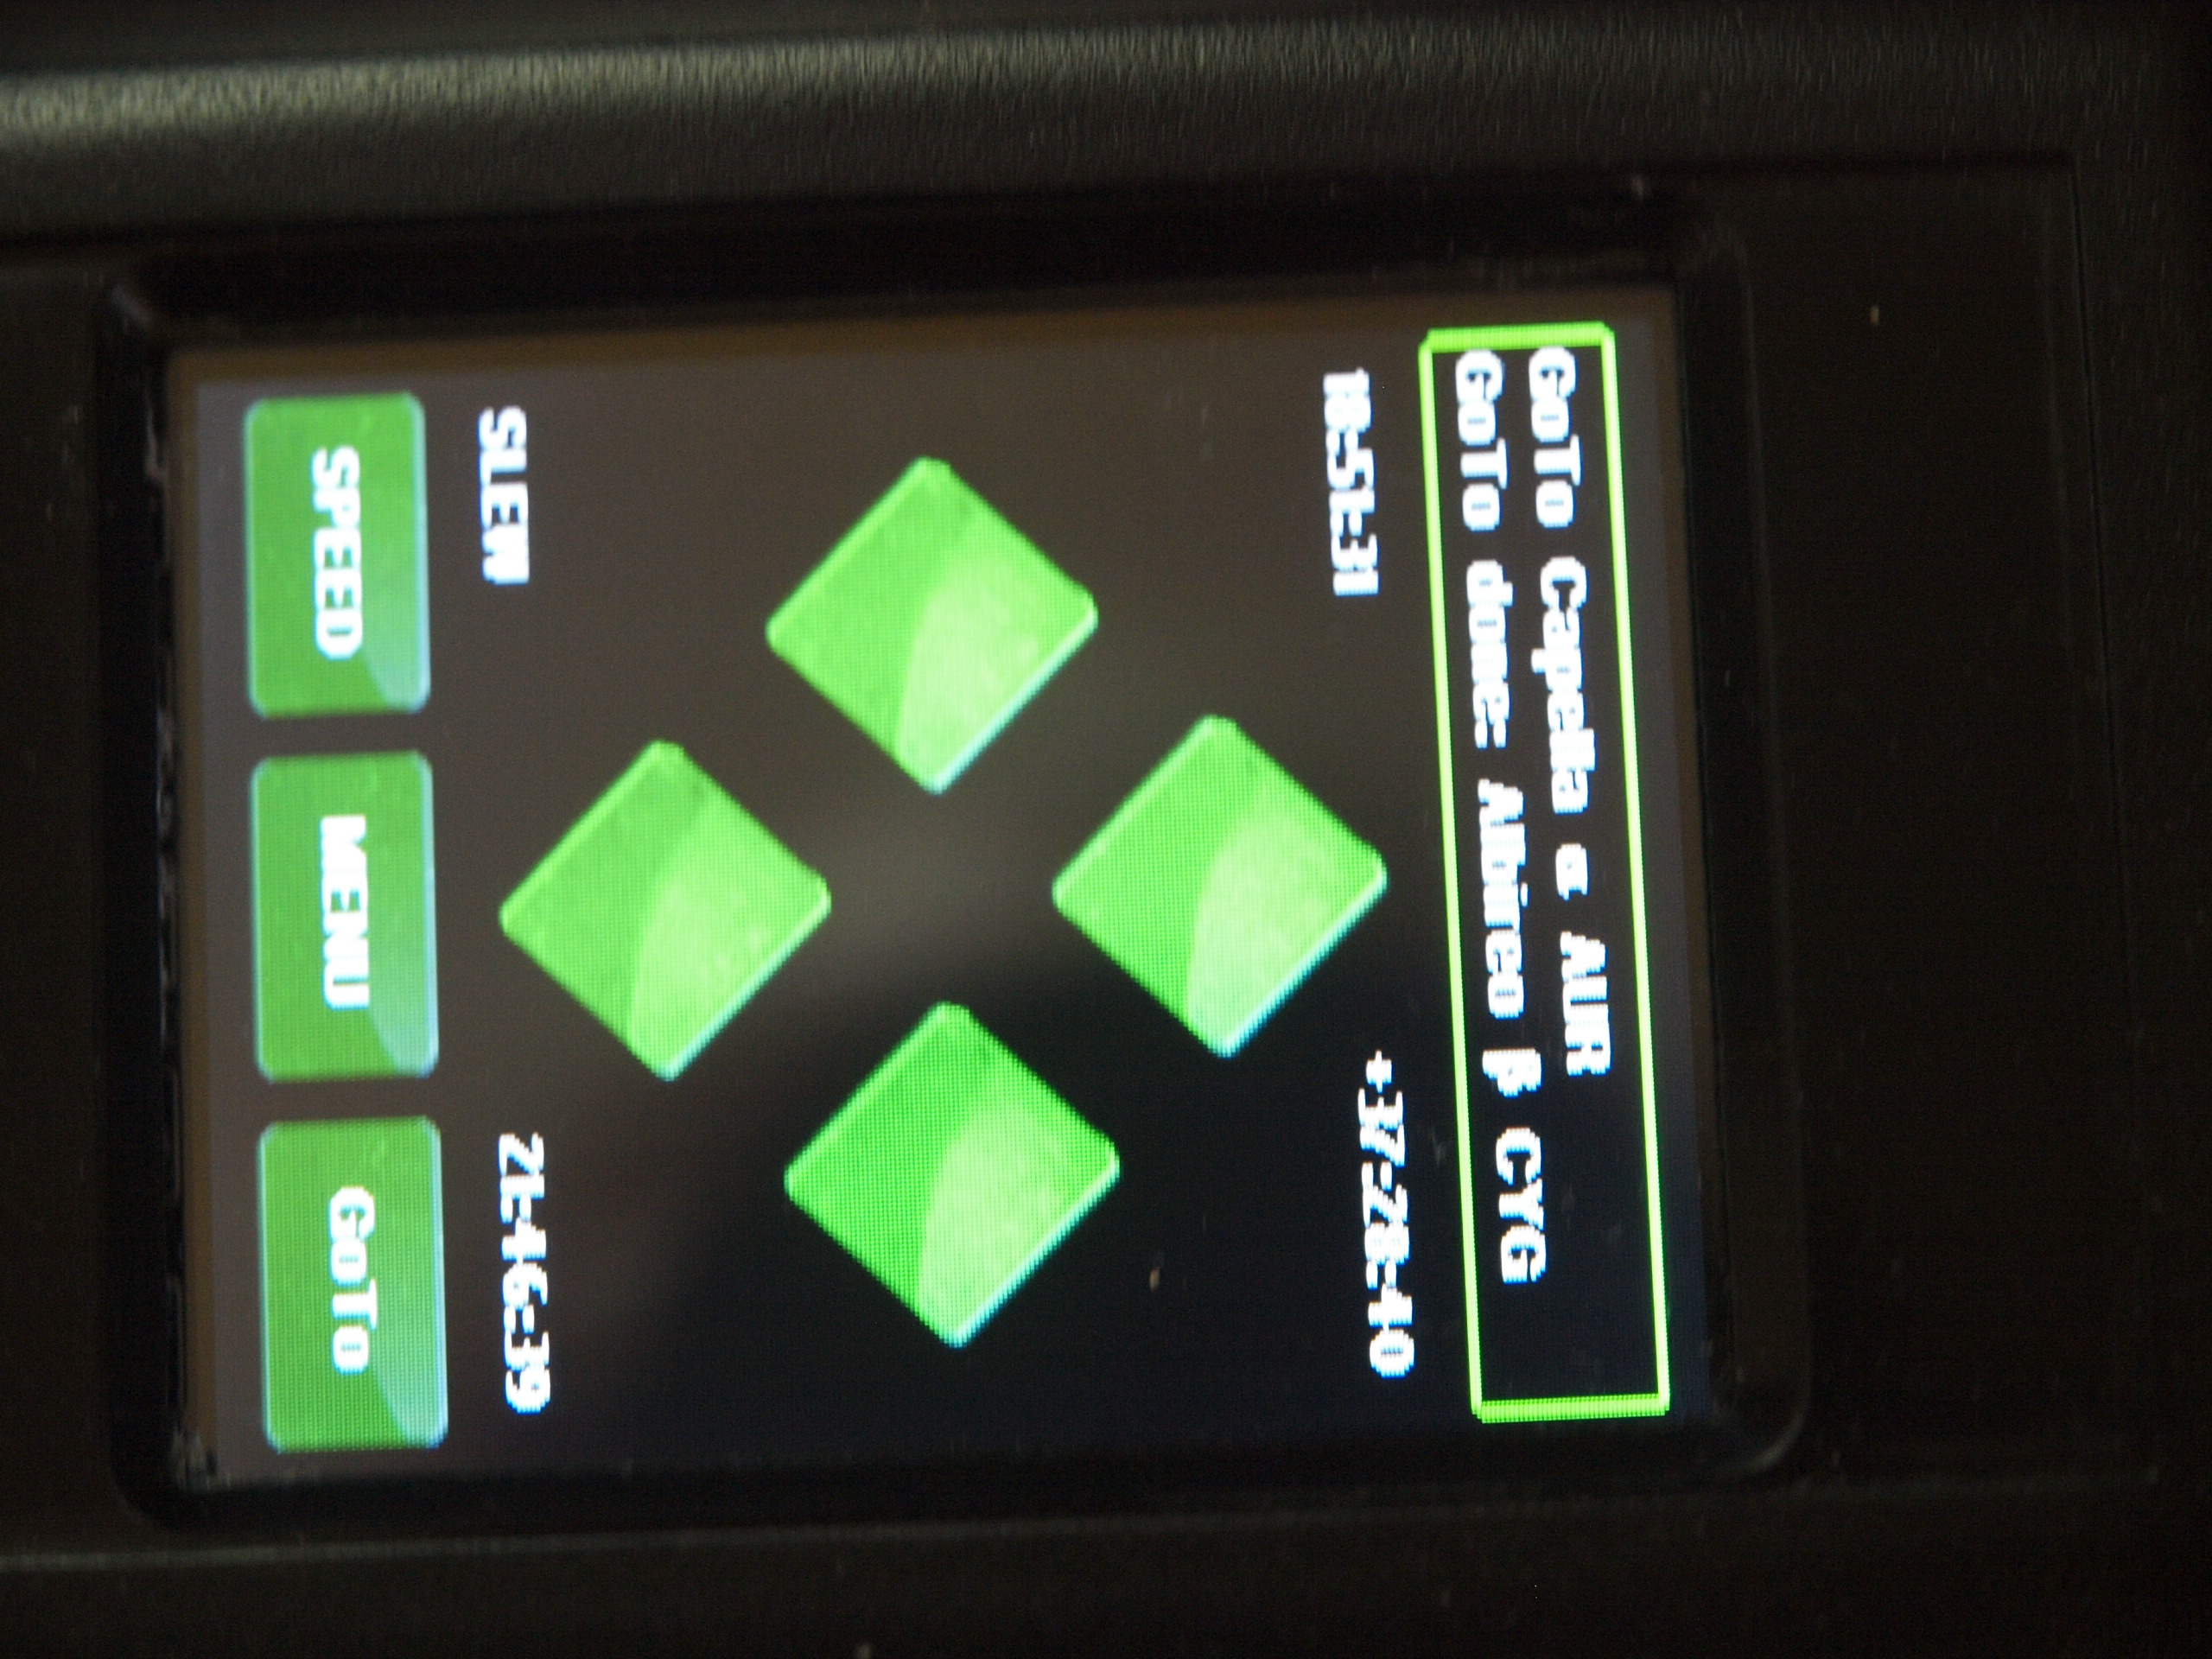 GoTo Capella α AUR
GoTo done: Albireo β CYG
18:51:31 +37:28:40
SLEW 21:46:39
SPEED MENU GoTo